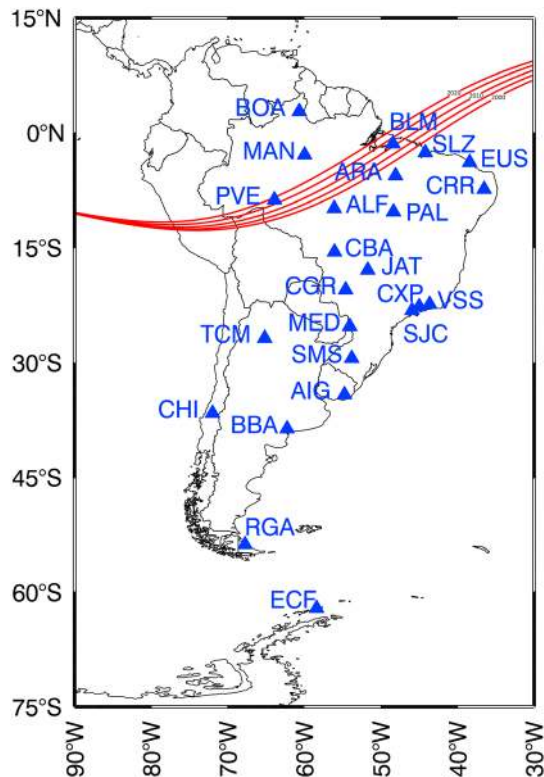 15°N
BOA
BLM
0°N
MAN
SLZ
EUS
ARA
CRR
PVE
ALF
PAL
15°S
CBA
JAT
CGR
CXP
VSS
MED
SJC
TCM
30°S
SMS
AIG
CHI
BBA
45°S
RGA
60°S
ECF
75°S
90°W
80°W
70°W
60°W
50°W
40°W
30°W